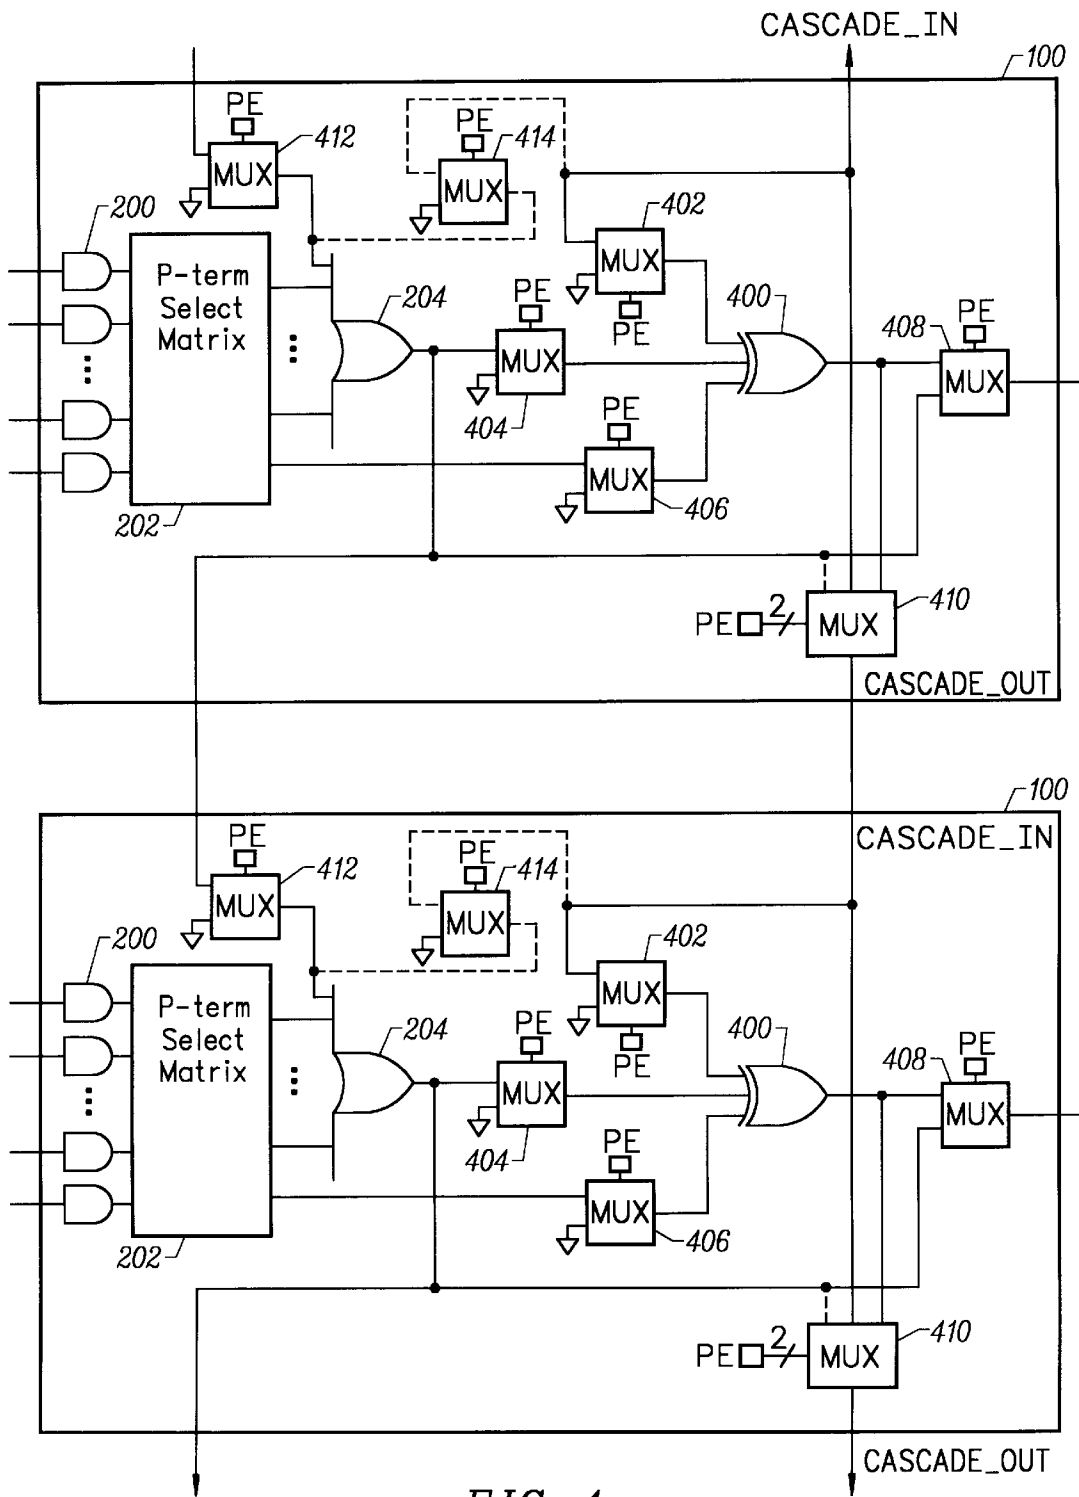 CASCADE_IN
100
PE
412
PE
414
MUX
MUX
200
402
P-term
Select
Matrix
MUX
PE
204
PE
400
408
PE
MUX
MUX
404
PE
MUX
406
202
PE
2
MUX
410
CASCADE_OUT
100
CASCADE_IN
PE
412
PE
414
MUX
MUX
200
402
P-term
Select
Matrix
MUX
PE
204
PE
400
408
PE
MUX
MUX
404
PE
MUX
406
202
PE
2
MUX
410
CASCADE_OUT